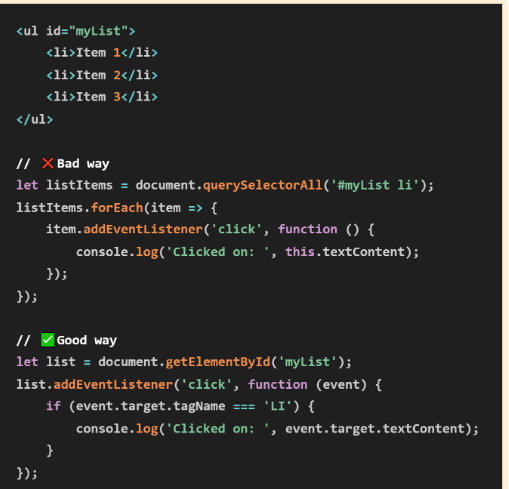 <ul id="myList">
    <li>Item 1</li>
    <li>Item 2</li>
    <li>Item 3</li>
</ul>

// ❌ Bad way
let listItems = document.querySelectorAll('#myList li');
listItems.forEach(item => {
    item.addEventListener('click', function () {
        console.log('Clicked on: ', this.textContent);
    });
});

// ✅ Good way
let list = document.getElementById('myList');
list.addEventListener('click', function (event) {
    if (event.target.tagName === 'LI') {
        console.log('Clicked on: ', event.target.textContent);
    }
});